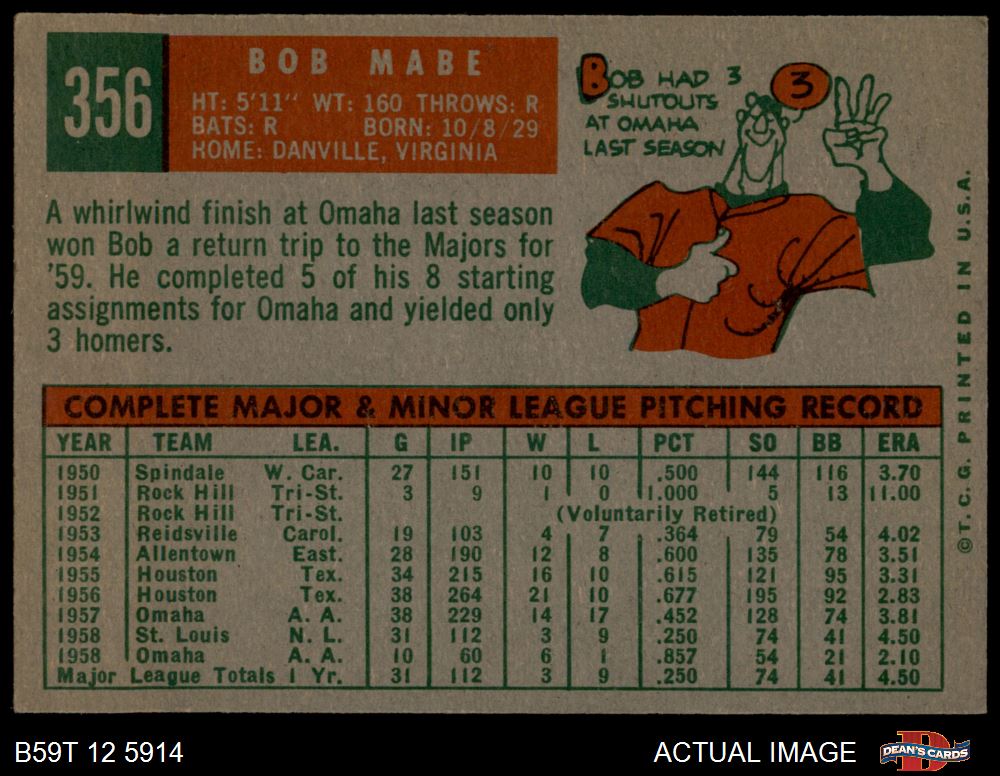 356
BOB MABE
HT: 5'11" WT: 160 THROWS: R
BATS: R BORN: 10/8/29
HOME: DANVILLE, VIRGINIA
BOB HAD 3
SHUTOUTS
AT OMAHA
LAST SEASON
3
A whirlwind finish at Omaha last season
won Bob a return trip to the Majors for
'59. He completed 5 of his 8 starting
assignments for Omaha and yielded only
3 homers.
COMPLETE MAJOR & MINOR LEAGUE PITCHING RECORD
YEAR TEAM LEA. G IP W L PCT SO BB ERA
1950 Spindale W. Car. 27 151 10 10 .500 144 116 3.70
1951 Rock Hill Tri-St. 3 9 1 0 1.000 5 13 11.00
1952 Rock Hill Tri-St. (Voluntarily Retired)
1953 Reidsville Carol. 19 103 4 7 .364 79 54 4.02
1954 Allentown East. 28 190 12 8 .600 135 78 3.51
1955 Houston Tex. 34 215 16 10 .615 121 95 3.31
1956 Houston Tex. 38 264 21 10 .677 195 92 2.83
1957 Omaha A. A. 38 229 14 17 .452 128 74 3.81
1958 St. Louis N. L. 31 112 3 9 .250 74 41 4.50
1958 Omaha A. A. 10 60 6 1 .857 54 21 2.10
Major League Totals 1 Yr. 31 112 3 9 .250 74 41 4.50
© T. C. G. PRINTED IN U.S.A.
B59T 12 5914
ACTUAL IMAGE
D
DEAN'S CARDS